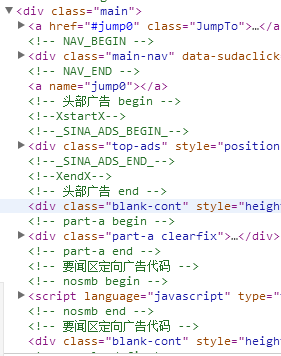 <div class="main">
<a href="#jump0" class="JumpTo">…</a
<!-- NAV_BEGIN -->
<div class="main-nav" data-sudaclick
<!-- NAV_END -->
<a name="jump0"></a>
<!-- 头部广告 begin -->
<!--XstartX-->
<!--_SINA_ADS_BEGIN_-->
<div class="top-ads" style="position
<!--_SINA_ADS_END_-->
<!--XendX-->
<!-- 头部广告 end -->
<div class="blank-cont" style="heigh
<!-- part-a begin -->
<div class="part-a clearfix">…</div>
<!-- part-a end -->
<!-- 要闻区定向广告代码 -->
<!-- nosmb begin -->
<script language="javascript" type="
<!-- nosmb end -->
<!-- 要闻区定向广告代码 -->
<div class="blank-cont" style="heigh